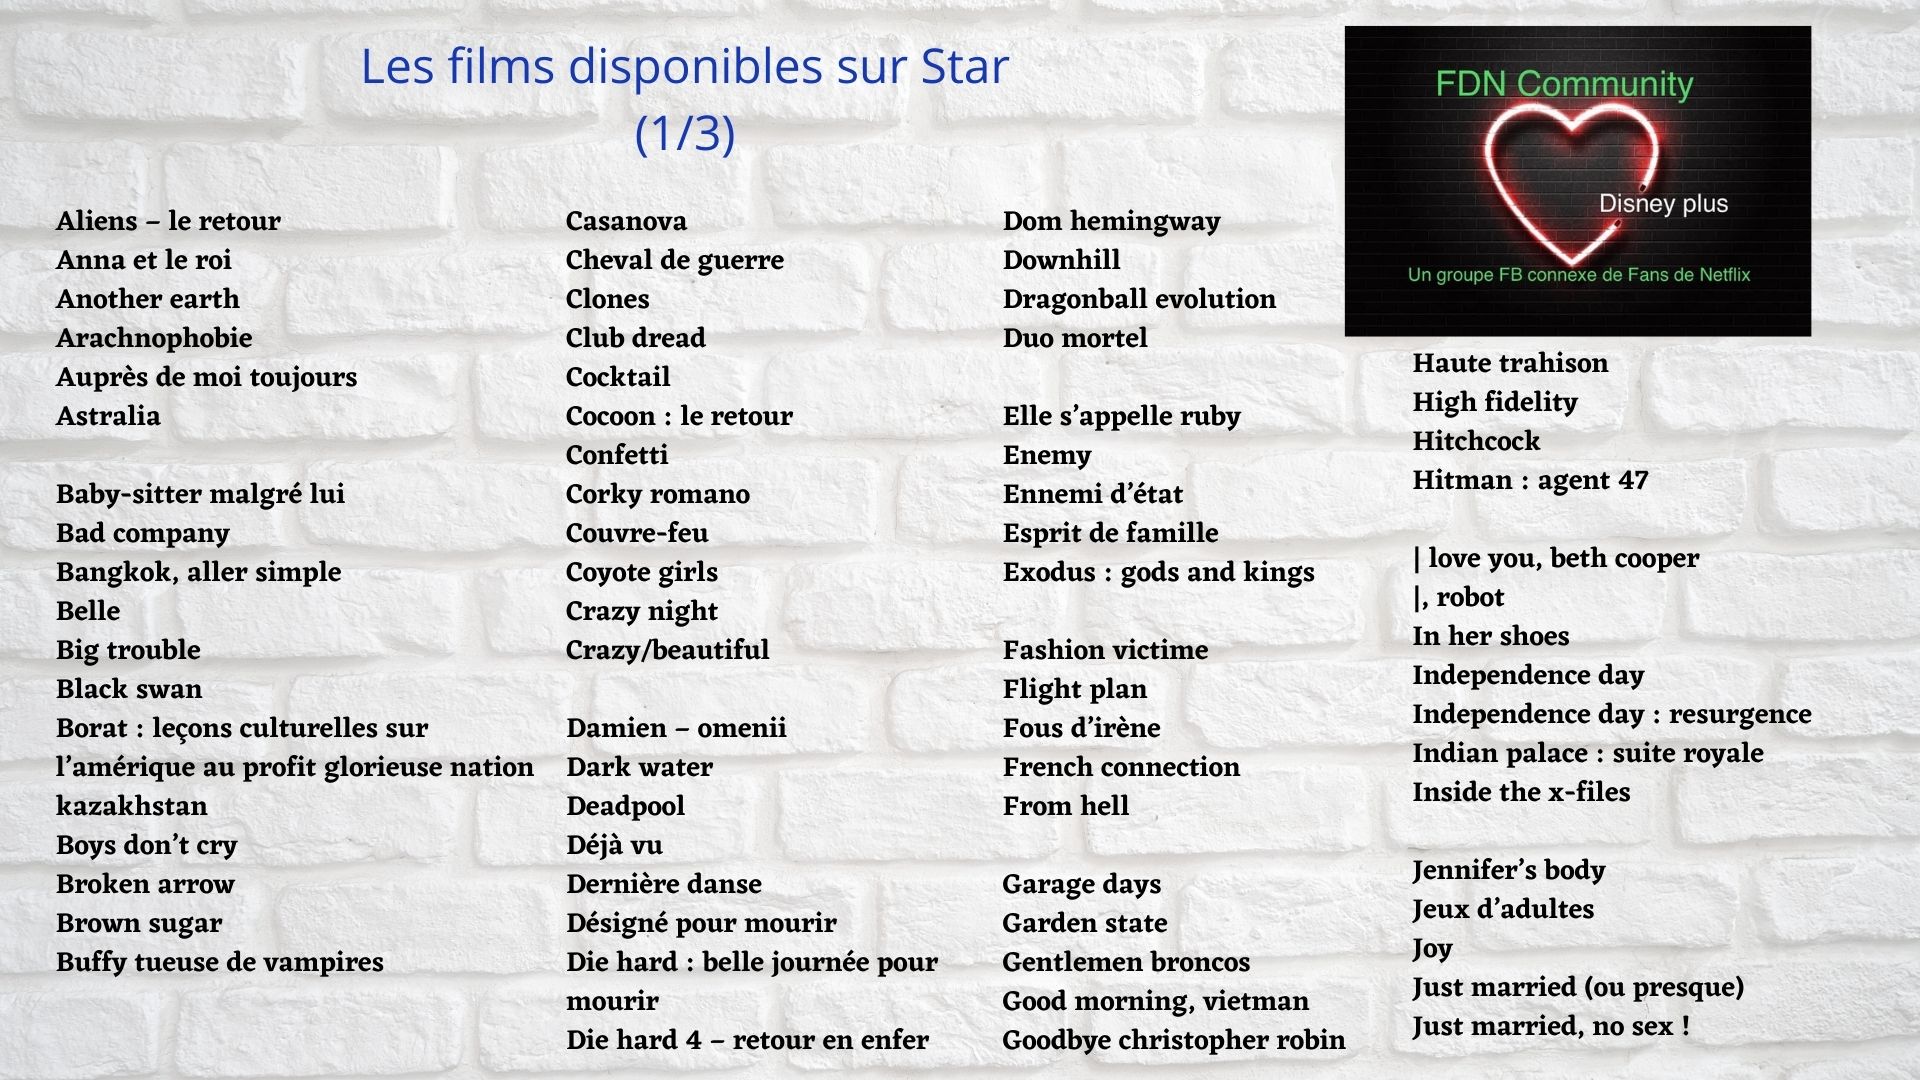 Les films disponibles sur Star
(1/3)
FDN Community
Disney plus
Un groupe FB connexe de Fans de Netflix
Aliens – le retour
Anna et le roi
Another earth
Arachnophobie
Auprès de moi toujours
Astralia
Baby-sitter malgré lui
Bad company
Bangkok, aller simple
Belle
Big trouble
Black swan
Borat : leçons culturelles sur
l’amérique au profit glorieuse nation
kazakhstan
Boys don’t cry
Broken arrow
Brown sugar
Buffy tueuse de vampires
Casanova
Cheval de guerre
Clones
Club dread
Cocktail
Cocoon : le retour
Confetti
Corky romano
Couvre-feu
Coyote girls
Crazy night
Crazy/beautiful
Damien – omenii
Dark water
Deadpool
Déjà vu
Dernière danse
Désigné pour mourir
Die hard : belle journée pour
mourir
Die hard 4 – retour en enfer
Dom hemingway
Downhill
Dragonball evolution
Duo mortel
Elle s’appelle ruby
Enemy
Ennemi d’état
Esprit de famille
Exodus : gods and kings
Fashion victime
Flight plan
Fous d’irène
French connection
From hell
Garage days
Garden state
Gentlemen broncos
Good morning, vietman
Goodbye christopher robin
Haute trahison
High fidelity
Hitchcock
Hitman : agent 47
| love you, beth cooper
|, robot
In her shoes
Independence day
Independence day : resurgence
Indian palace : suite royale
Inside the x-files
Jennifer’s body
Jeux d’adultes
Joy
Just married (ou presque)
Just married, no sex !